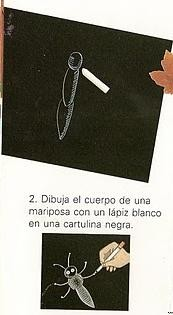 2. Dibuja el cuerpo de una
mariposa con un lápiz blanco
en una cartulina negra.